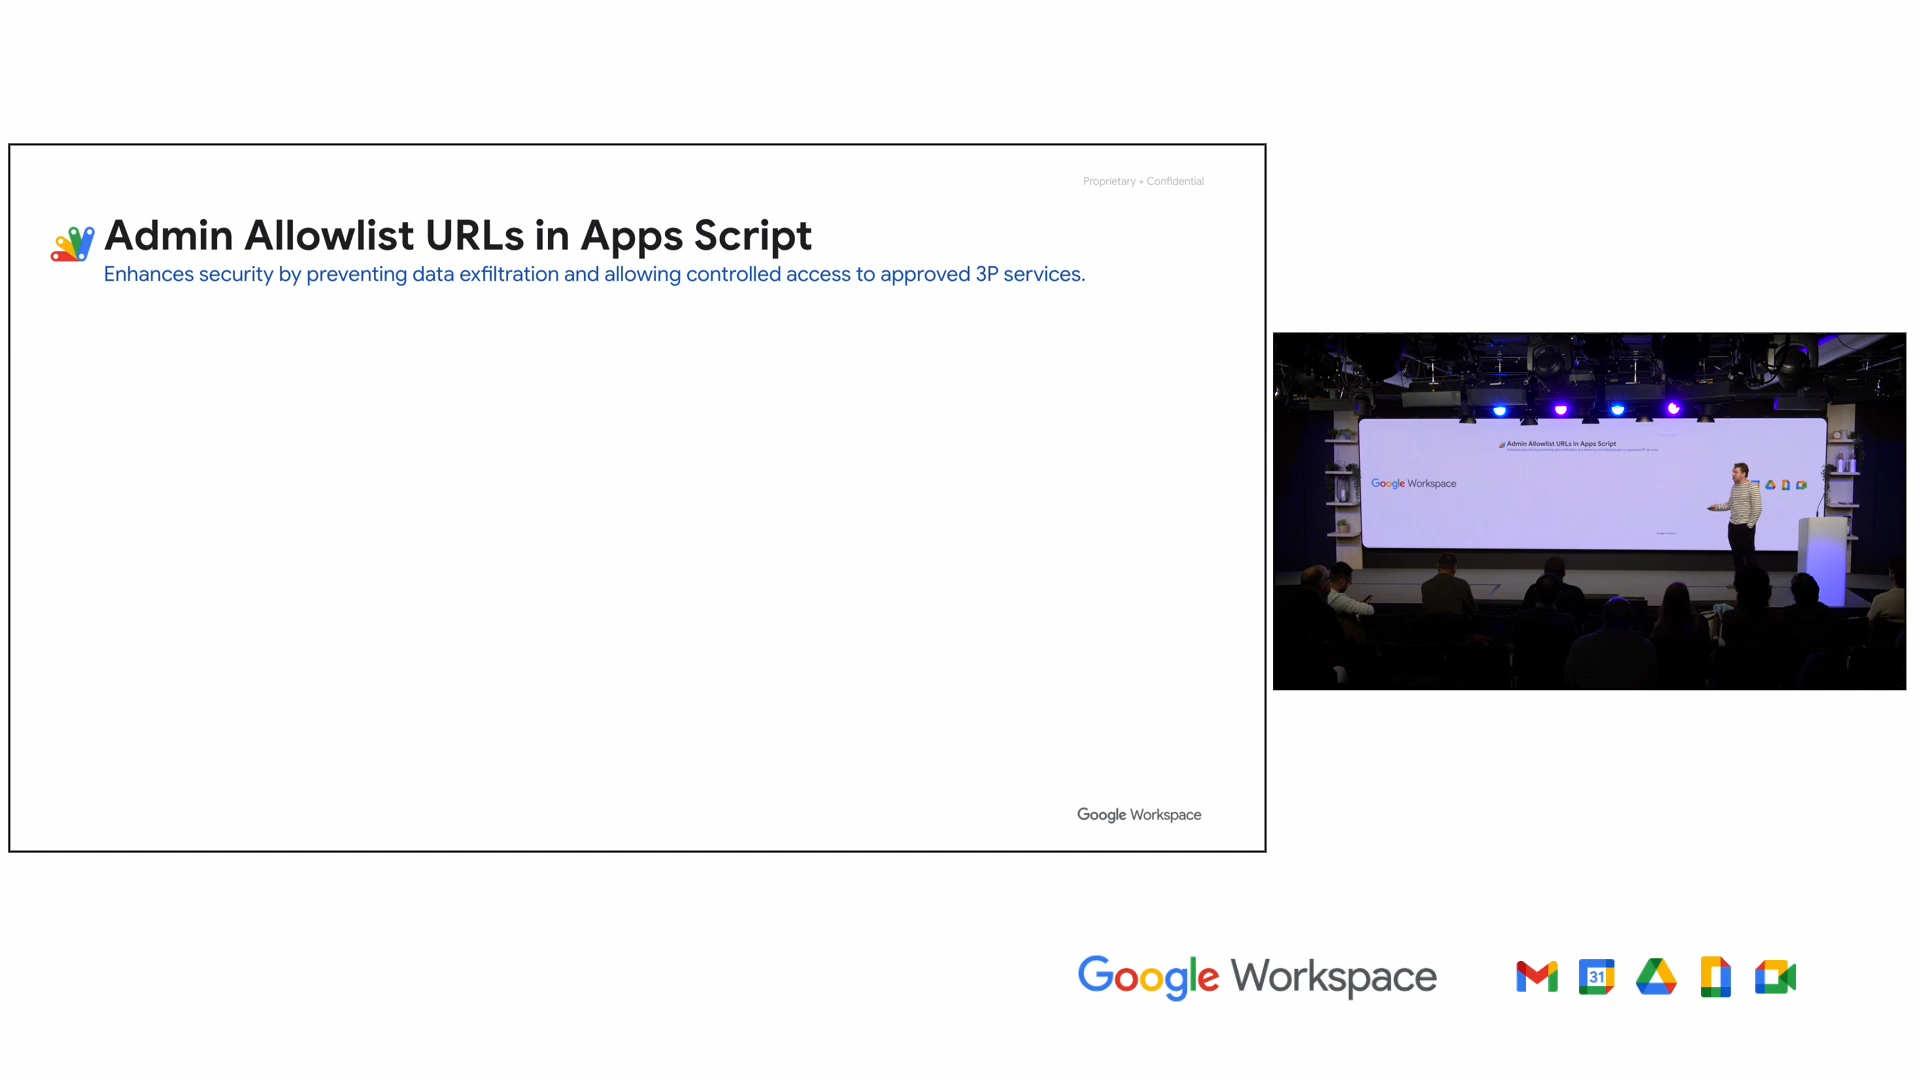 Proprietary + Confidential
Admin Allowlist URLs in Apps Script
Enhances security by preventing data exfiltration and allowing controlled access to approved 3P services.
Google Workspace
Admin Allowlist URLs in Apps Script
Google Workspace
Google Workspace
31